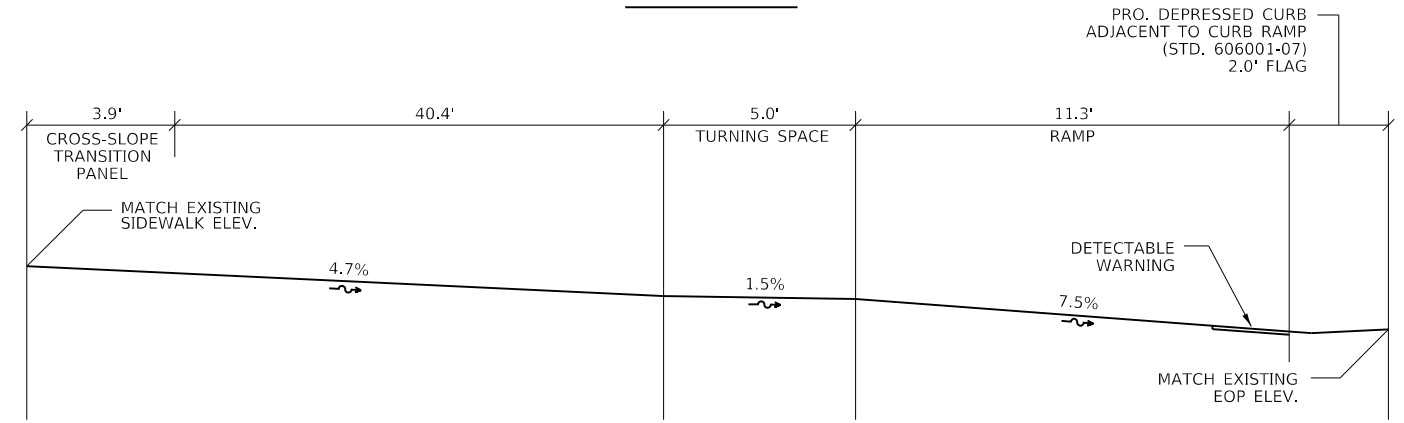 PRO. DEPRESSED CURB
ADJACENT TO CURB RAMP
(STD. 606001-07)
2.0' FLAG
3.9'
40.4'
5.0'
11.3'
CROSS-SLOPE
TRANSITION
PANEL
TURNING SPACE
RAMP
MATCH EXISTING
SIDEWALK ELEV.
DETECTABLE
WARNING
4.7%
1.5%
7.5%
MATCH EXISTING
EOP ELEV.